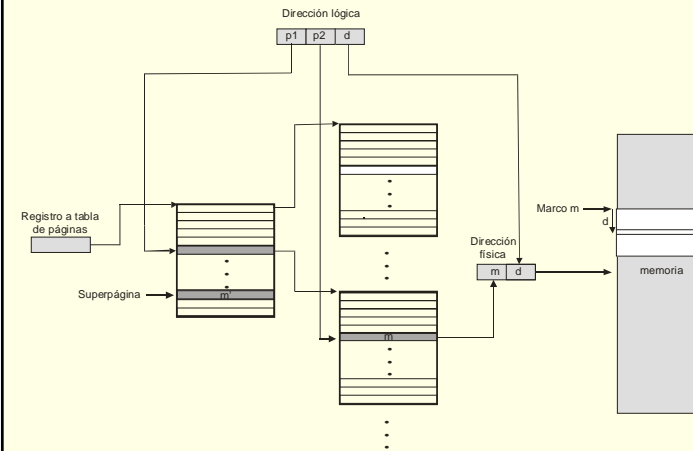 Dirección lógica
p1 p2 d
Registro a tabla
de páginas
Superpágina
m'
m
Dirección
física
m d
Marco m
d
memoria